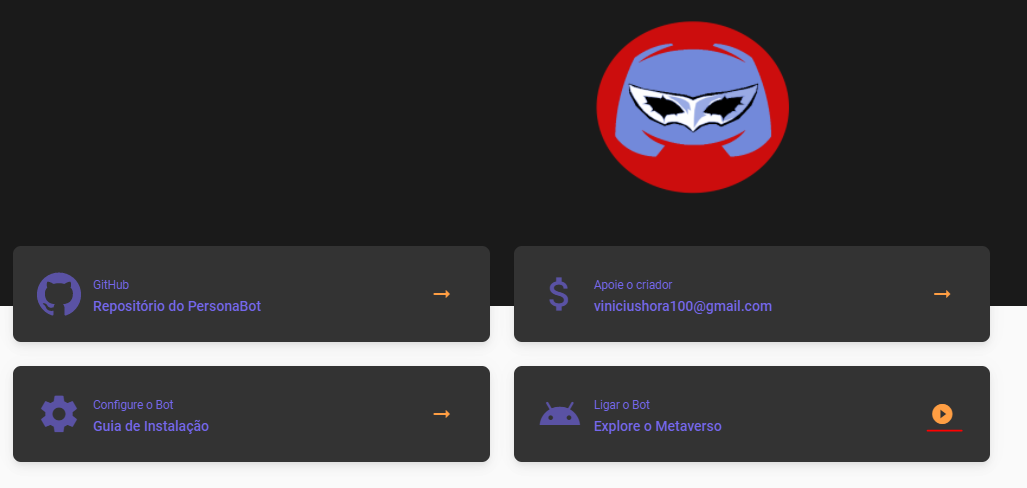 GitHub
Repositório do PersonaBot
Apoie o criador
viniciushora100@gmail.com
Configure o Bot
Guia de Instalação
Ligar o Bot
Explore o Metaverso